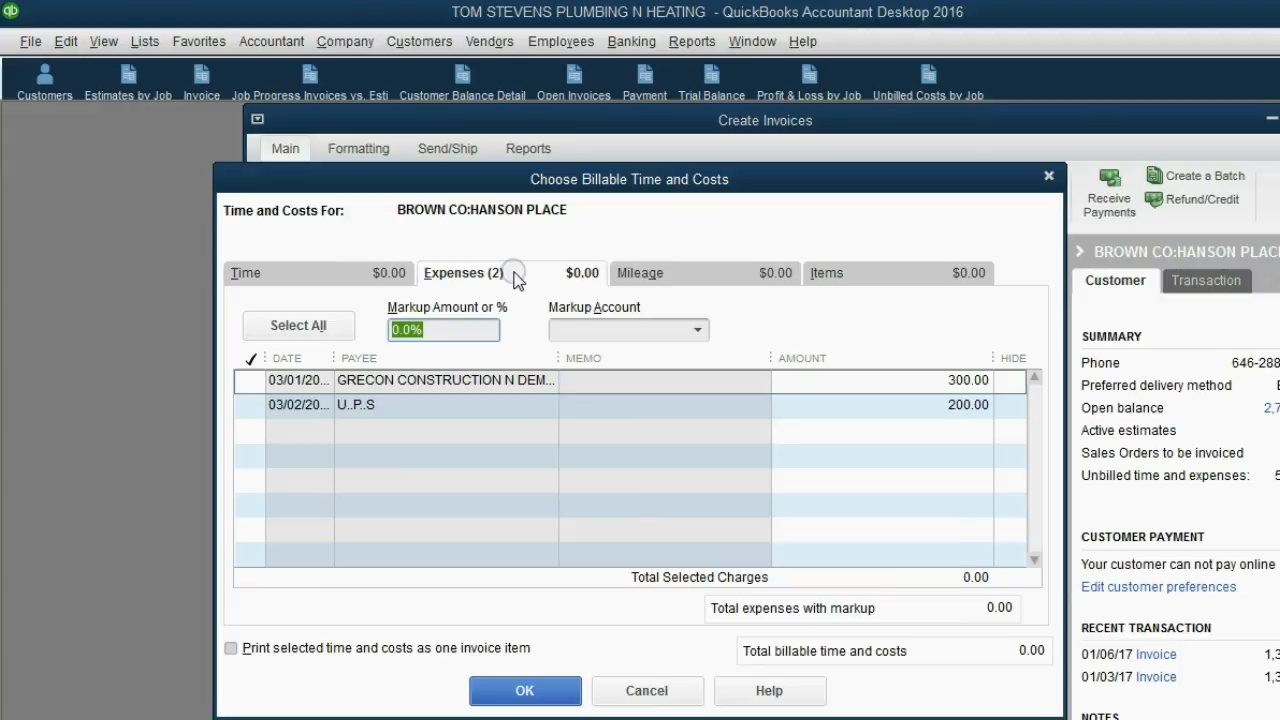 TOM STEVENS PLUMBING N HEATING - QuickBooks Accountant Desktop 2016
File Edit View Lists Favorites Accountant Company Customers Vendors Employees Banking Reports Window Help
Customers Estimates by Job Invoice Job Progress Invoices vs. Esti Customer Balance Detail Open Invoices Payment Trial Balance Profit & Loss by Job Unbilled Costs by Job
Create Invoices
Main Formatting Send/Ship Reports
Choose Billable Time and Costs
Time and Costs For: BROWN CO:HANSON PLACE
Time $0.00 Expenses (2) $0.00 Mileage $0.00 Items $0.00
Markup Amount or % Markup Account
Select All 0.0%
DATE PAYEE MEMO AMOUNT HIDE
03/01/20... GRECON CONSTRUCTION N DEM... 300.00
03/02/20... U..P..S 200.00
Total Selected Charges 0.00
Total expenses with markup 0.00
Print selected time and costs as one invoice item
Total billable time and costs 0.00
OK Cancel Help
Receive Payments
Create a Batch
Refund/Credit
BROWN CO:HANSON PLACE
Customer Transaction
SUMMARY
Phone 646-288
Preferred delivery method
Open balance 2,7
Active estimates
Sales Orders to be invoiced
Unbilled time and expenses: 5
CUSTOMER PAYMENT
Your customer can not pay online
Edit customer preferences
RECENT TRANSACTION
01/06/17 Invoice 1,3
01/03/17 Invoice 1,3
NOTES